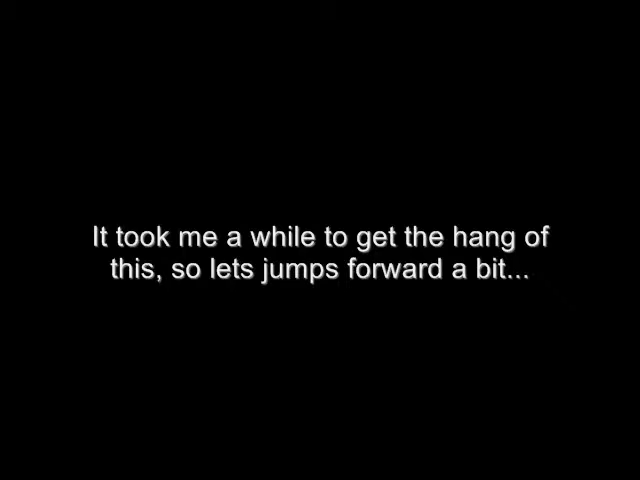 It took me a while to get the hang of
this, so lets jumps forward a bit...